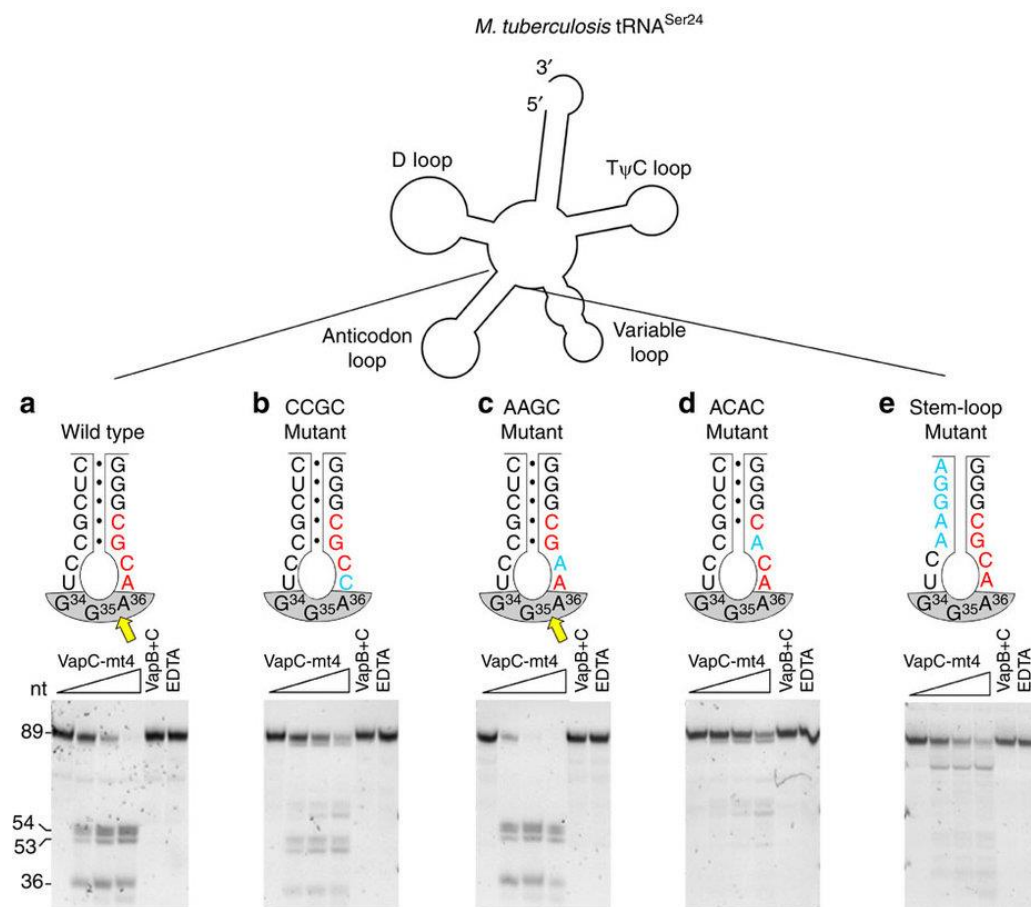 M. tuberculosis tRNA^Ser24
3′
5′
D loop
TψC loop
Anticodon
loop
Variable
loop
a
Wild type
C G
U G
C G
G C
C G
C C
U A
G³⁴ G³⁵ A³⁶
VapC-mt4
VapB+C
EDTA
nt
89
54
53
36
b
CCGC
Mutant
C G
U G
C G
G C
C G
C C
U C
G³⁴ G³⁵ A³⁶
VapC-mt4
VapB+C
EDTA
c
AAGC
Mutant
C G
U G
C G
G C
C G
C A
U A
G³⁴ G³⁵ A³⁶
VapC-mt4
VapB+C
EDTA
d
ACAC
Mutant
C G
U G
C G
G C
C A
C C
U A
G³⁴ G³⁵ A³⁶
VapC-mt4
VapB+C
EDTA
e
Stem-loop
Mutant
A G
G G
G G
A C
A G
C C
U A
G³⁴ G³⁵ A³⁶
VapC-mt4
VapB+C
EDTA